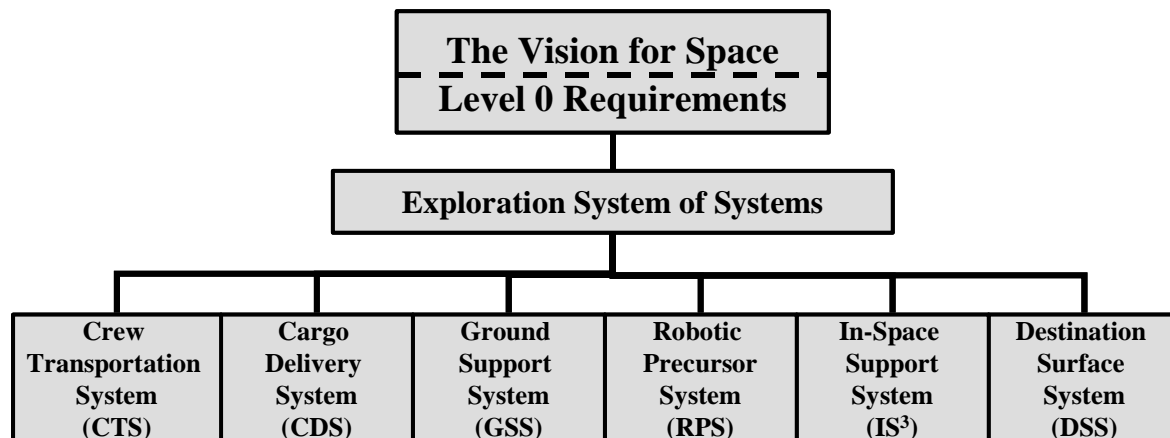 The Vision for Space
Level 0 Requirements
Exploration System of Systems
Crew
Transportation
System
(CTS)
Cargo
Delivery
System
(CDS)
Ground
Support
System
(GSS)
Robotic
Precursor
System
(RPS)
In-Space
Support
System
(IS³)
Destination
Surface
System
(DSS)